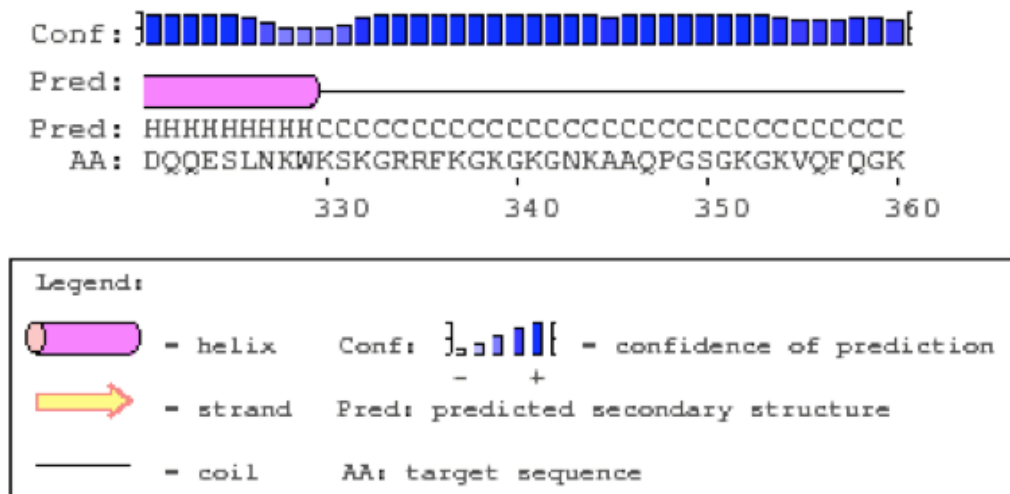 Conf:
Pred:
Pred: HHHHHHHHHCCCCCCCCCCCCCCCCCCCCCCCCCCCCCCC
AA: DQQESLNKWKSKGRRFKGKGKGNKAAQPGSGKGKVQFQGK
330 340 350 360
Legend:
= helix Conf: = confidence of prediction
- +
= strand Pred: predicted secondary structure
= coil AA: target sequence